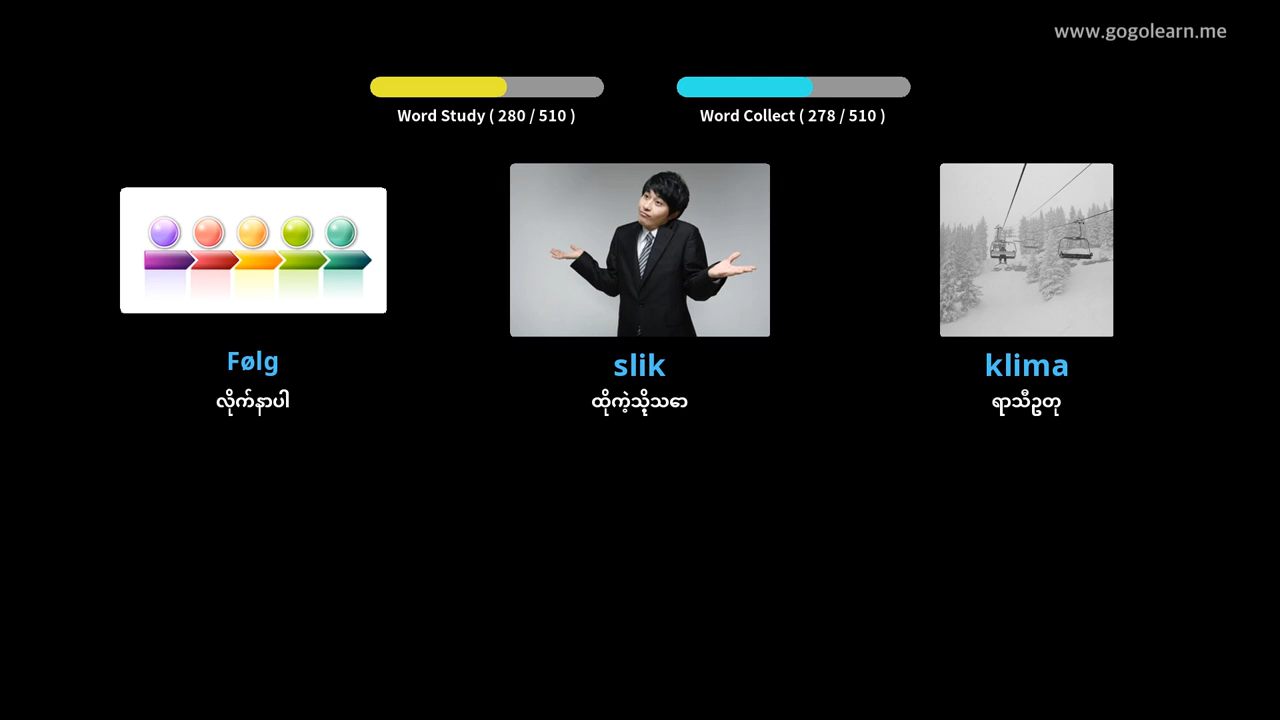 www.gogolearn.me
Word Study ( 280 / 510 )
Word Collect ( 278 / 510 )
Følg
slik
klima
လိုက်နာပါ
ထိုကဲ့သို့သော
ရာသီဥတု